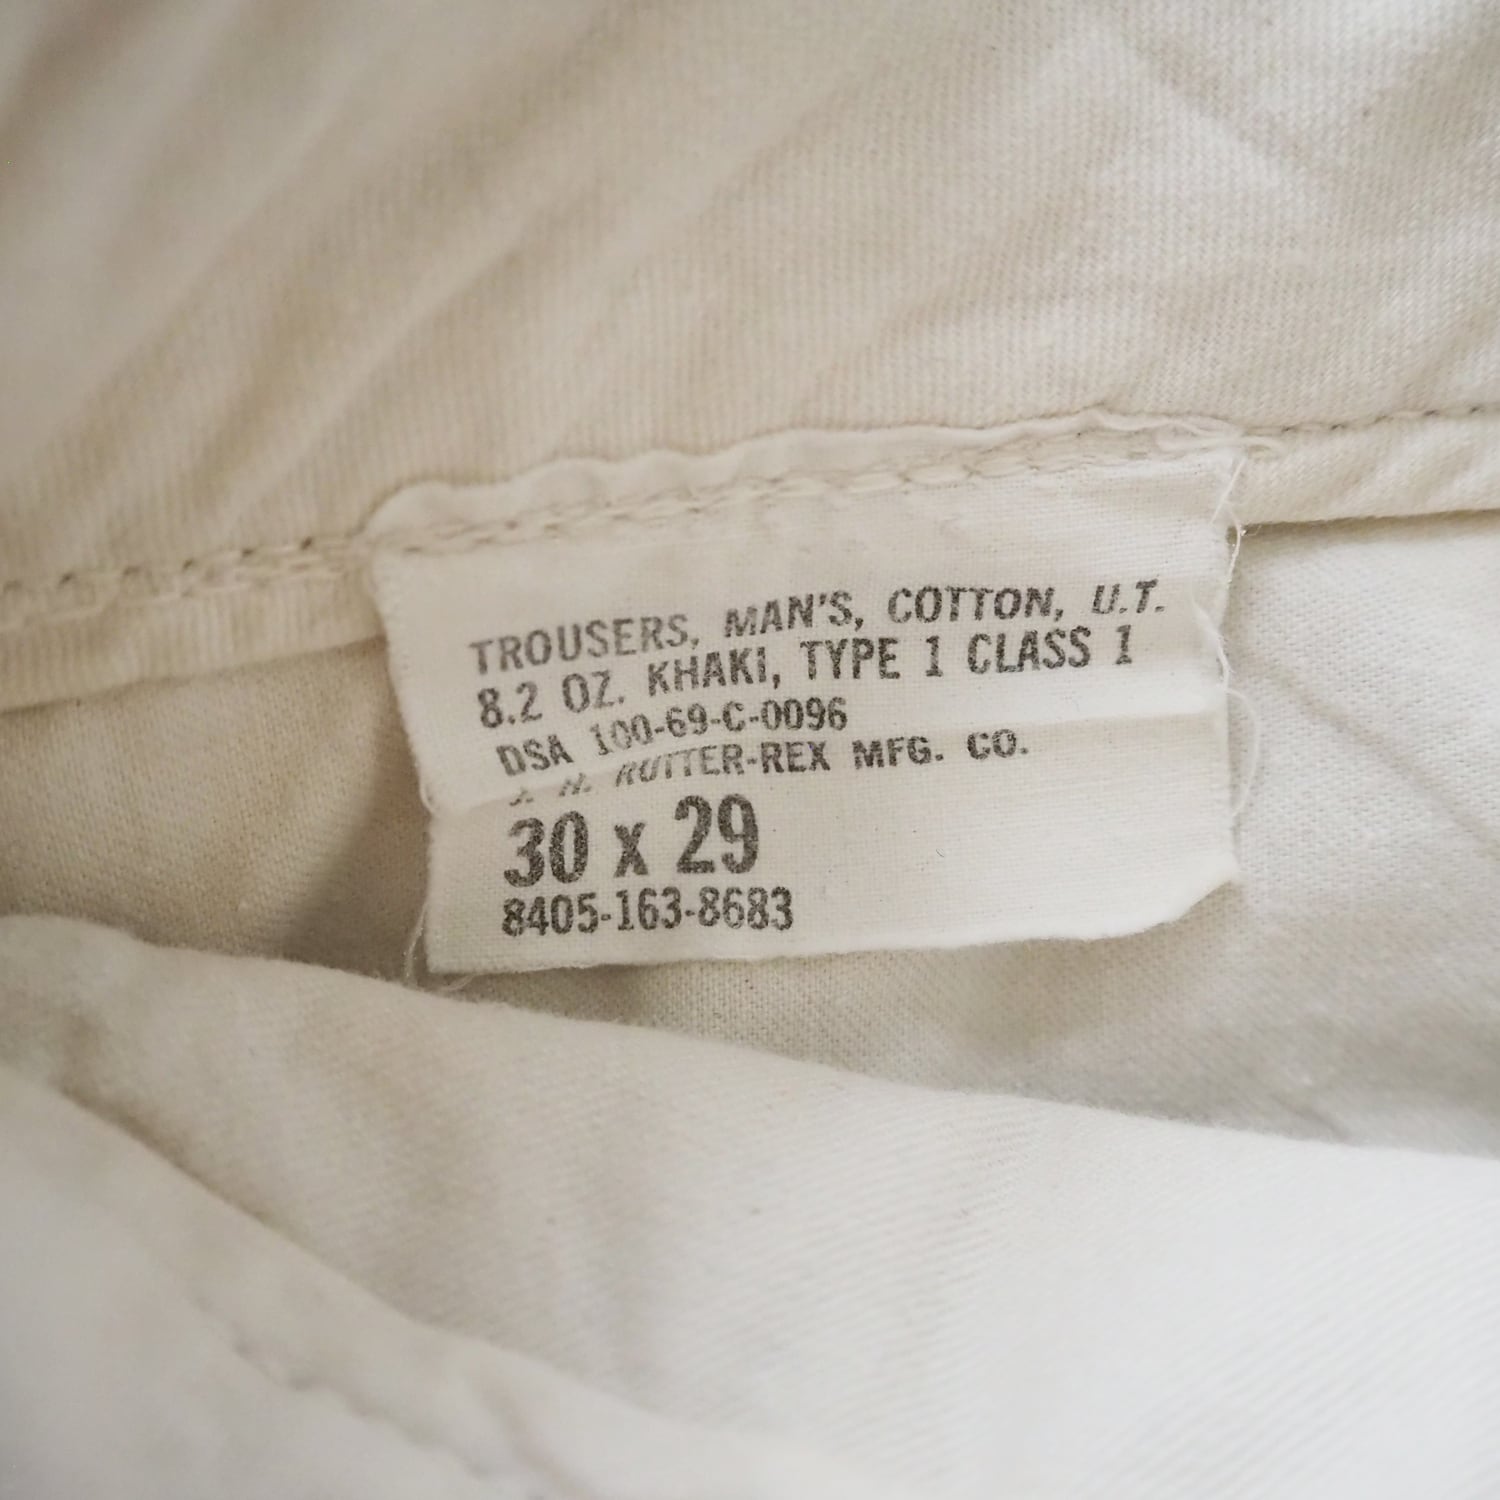 TROUSERS, MAN'S, COTTON, U.T.
8.2 OZ. KHAKI, TYPE 1 CLASS 1
DSA 100-69-C-0096
J. H. RUTTER-REX MFG. CO.
30 x 29
8405-163-8683